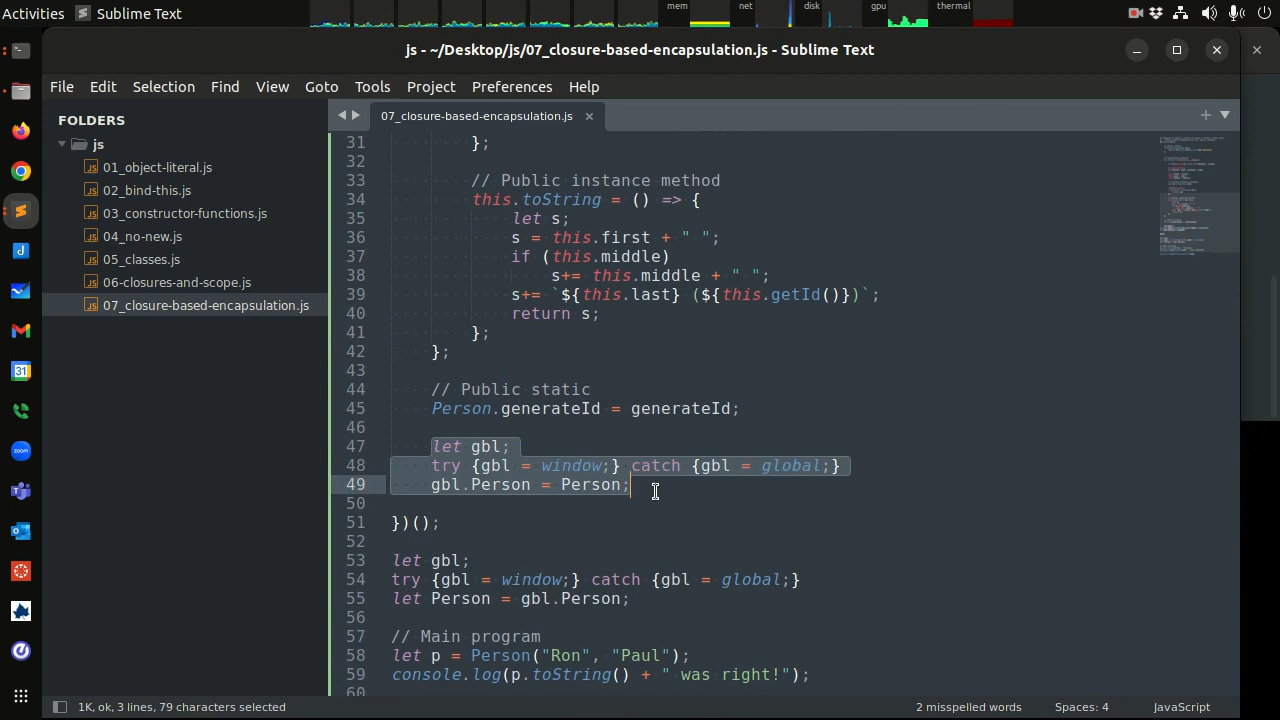 Activities
Sublime Text
mem
net
disk
gpu
thermal
js - ~/Desktop/js/07_closure-based-encapsulation.js - Sublime Text
File Edit Selection Find View Goto Tools Project Preferences Help
FOLDERS
js
01_object-literal.js
02_bind-this.js
03_constructor-functions.js
04_no-new.js
05_classes.js
06-closures-and-scope.js
07_closure-based-encapsulation.js
07_closure-based-encapsulation.js
31 };
32
33 // Public instance method
34 this.toString = () => {
35 let s;
36 s = this.first + " ";
37 if (this.middle)
38 s+= this.middle + " ";
39 s+= `${this.last} (${this.getId()})`;
40 return s;
41 };
42 };
43
44 // Public static
45 Person.generateId = generateId;
46
47 let gbl;
48 try {gbl = window;} catch {gbl = global;}
49 gbl.Person = Person;
50
51 })();
52
53 let gbl;
54 try {gbl = window;} catch {gbl = global;}
55 let Person = gbl.Person;
56
57 // Main program
58 let p = Person("Ron", "Paul");
59 console.log(p.toString() + " was right!");
60
1K, ok, 3 lines, 79 characters selected
2 misspelled words
Spaces: 4
JavaScript